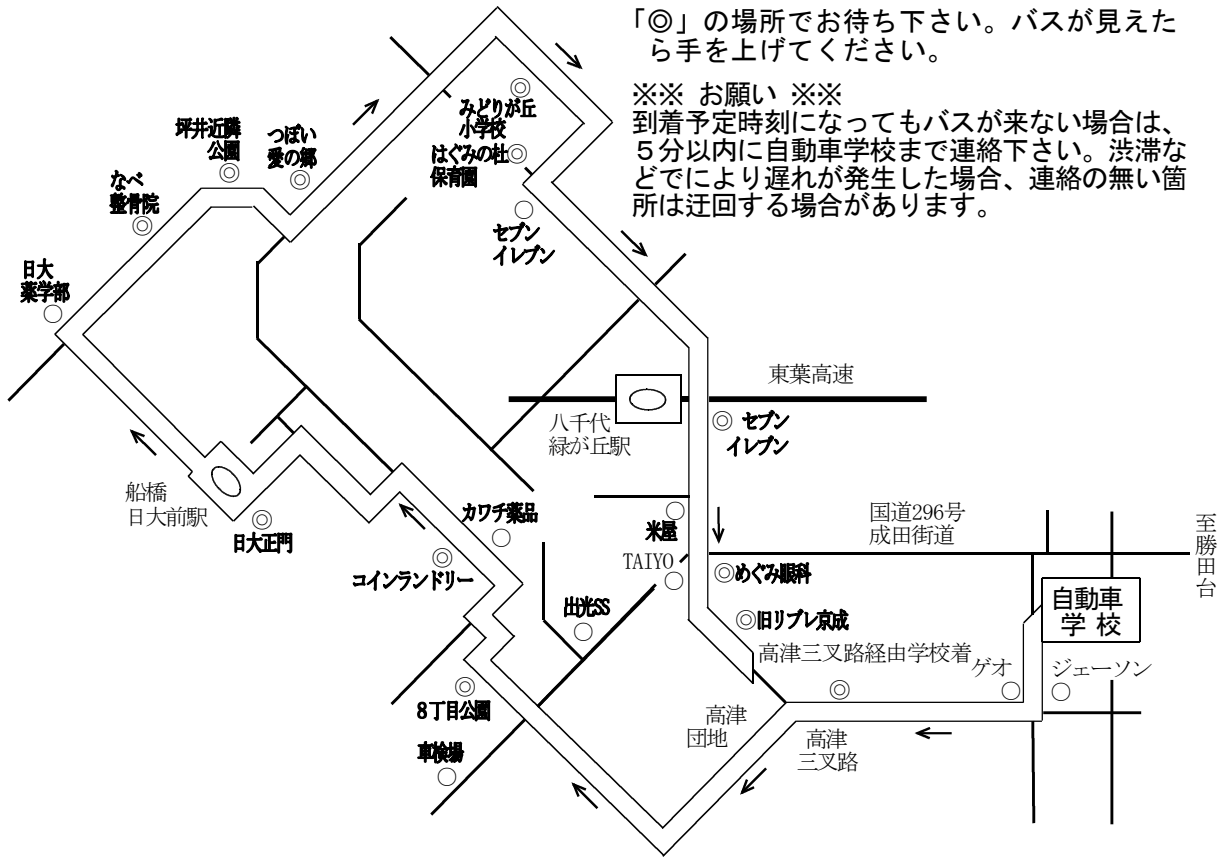 「◎」の場所でお待ち下さい。バスが見えた
ら手を上げてください。
※※ お願い ※※
到着予定時刻になってもバスが来ない場合は、
５分以内に自動車学校まで連絡下さい。渋滞な
どでにより遅れが発生した場合、連絡の無い箇
所は迂回する場合があります。
みどりが丘
小学校
はぐみの杜
保育園
坪井近隣
公園
つぼい
愛の郷
なべ
整骨院
セブン
イレブン
日大
薬学部
東葉高速
八千代
緑が丘駅
セブン
イレブン
船橋
日大前駅
日大正門
カワチ薬品
米屋
国道296号
成田街道
至勝田台
コインランドリー
TAIYO
めぐみ眼科
出光SS
旧リブレ京成
自動車
学 校
高津三叉路経由学校着
ゲオ
ジェーソン
８丁目公園
高津
団地
高津
三叉路
車検場